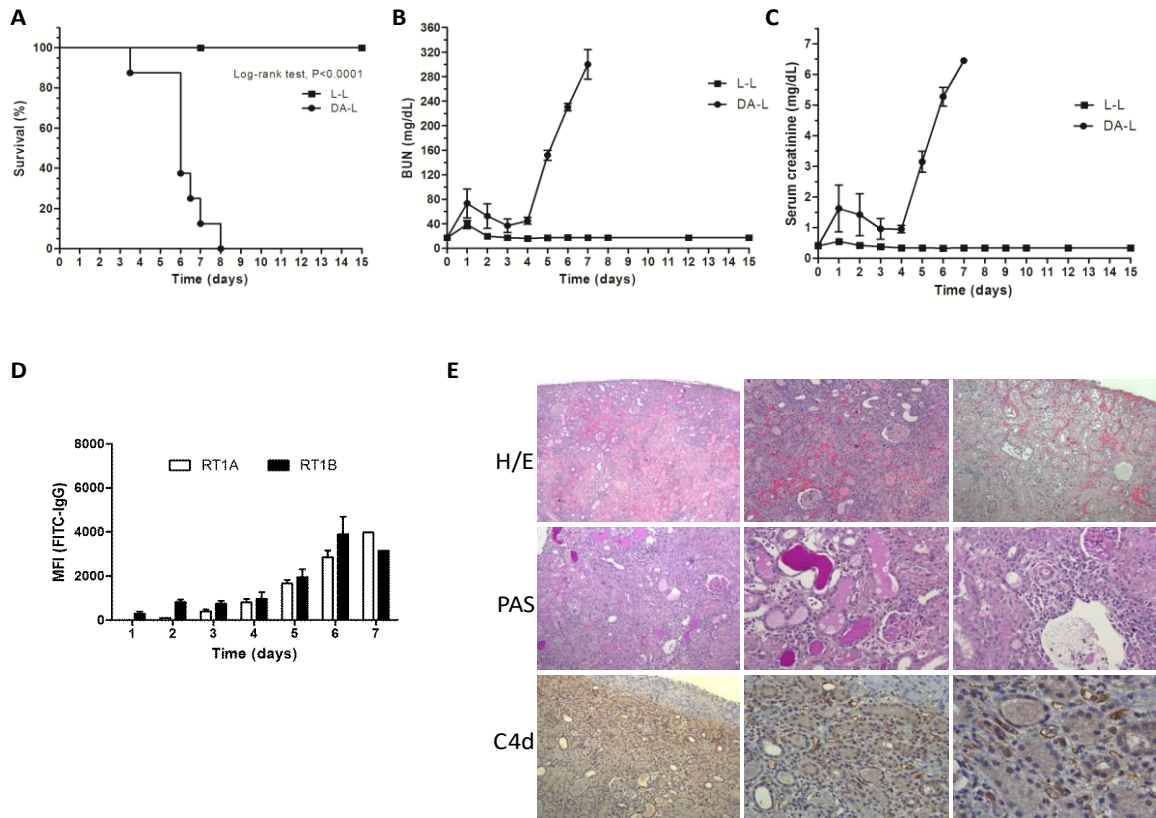 A
Survival (%)
100
80
60
40
20
0
0 1 2 3 4 5 6 7 8 9 10 11 12 13 14 15
Time (days)
Log-rank test, P<0.0001
L-L
DA-L
B
BUN (mg/dL)
360
320
280
240
200
160
120
80
40
0
0 1 2 3 4 5 6 7 8 9 10 11 12 13 14 15
Time (days)
L-L
DA-L
C
Serum creatinine (mg/dL)
7
6
5
4
3
2
1
0
0 1 2 3 4 5 6 7 8 9 10 11 12 13 14 15
Time (days)
L-L
DA-L
D
MFI (FITC-IgG)
8000
6000
4000
2000
0
1 2 3 4 5 6 7
Time (days)
RT1A RT1B
E
H/E
PAS
C4d